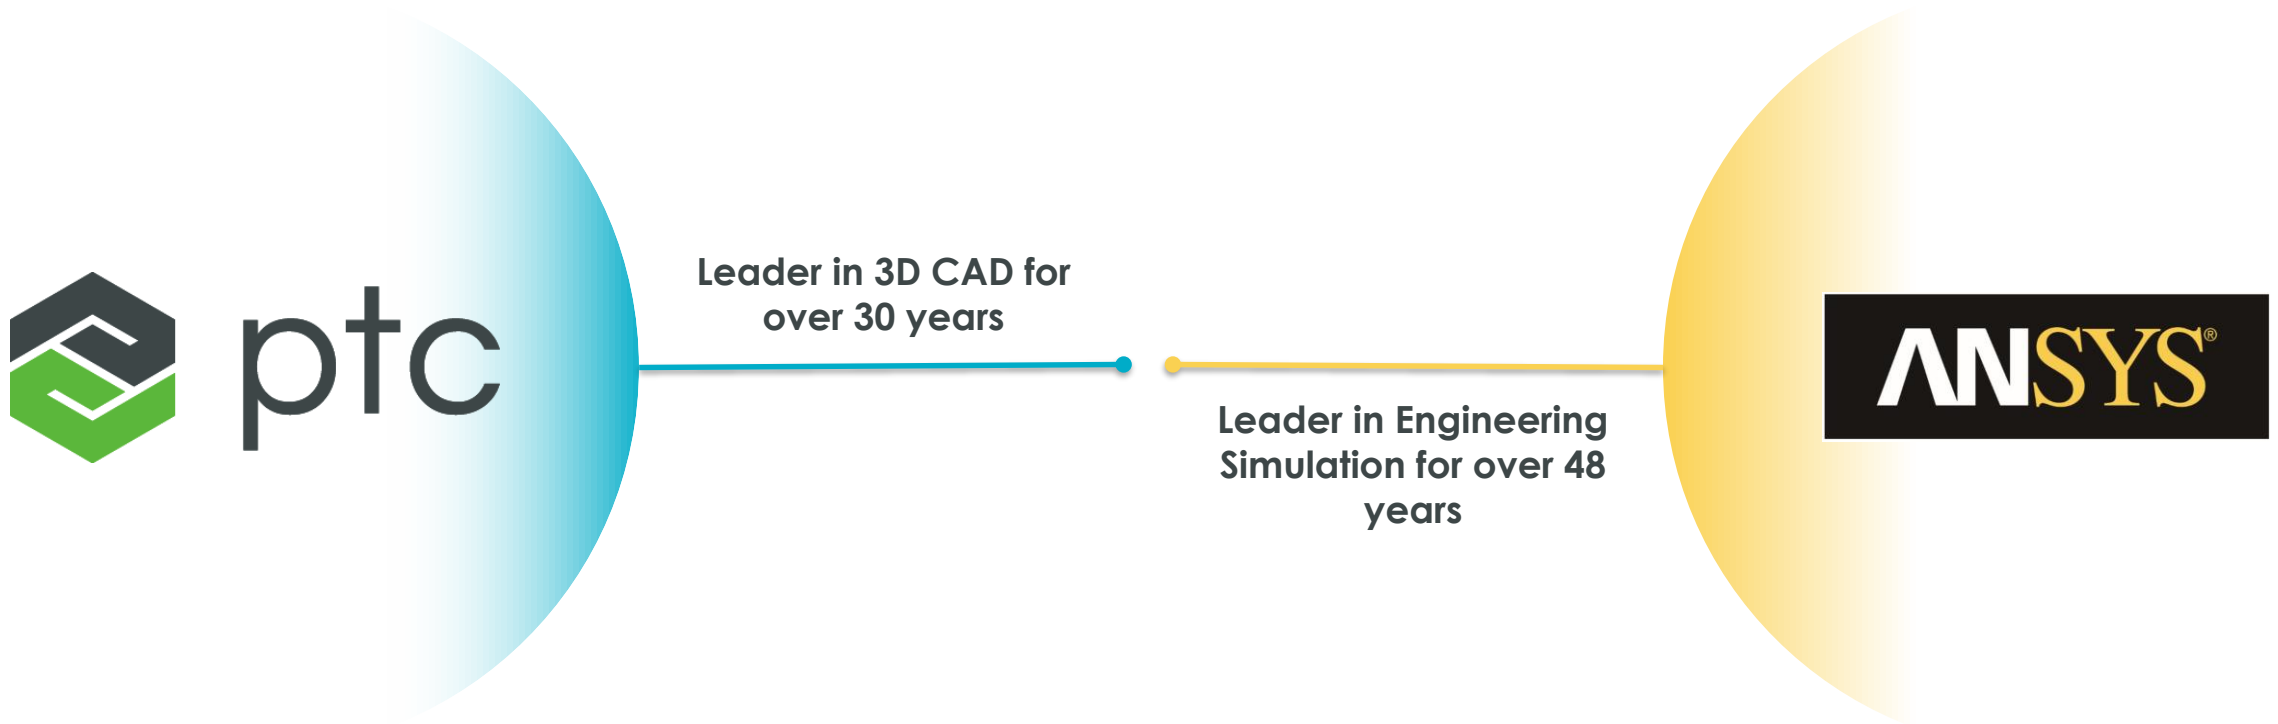 ptc
Leader in 3D CAD for
over 30 years
Leader in Engineering
Simulation for over 48
years
ANSYS®